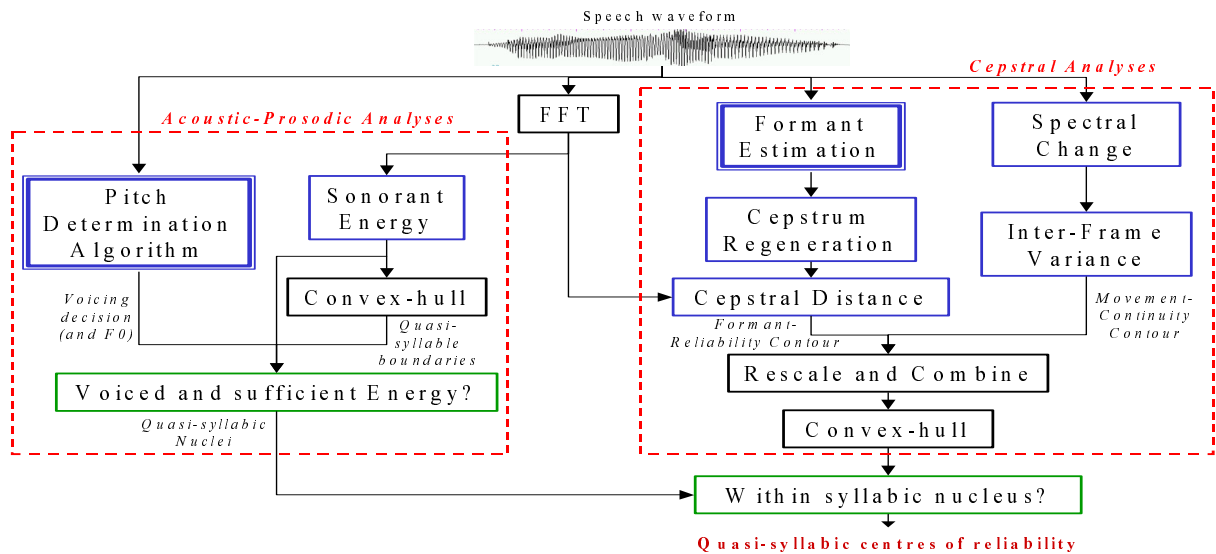 Speech waveform
Cepstral Analyses
Acoustic-Prosodic Analyses
FFT
Formant
Estimation
Spectral
Change
Pitch
Determination
Algorithm
Sonorant
Energy
Cepstrum
Regeneration
Inter-Frame
Variance
Convex-hull
Cepstral Distance
Voicing
decision
(and F0)
Quasi-
syllable
boundaries
Formant-
Reliability Contour
Movement-
Continuity
Contour
Voiced and sufficient Energy?
Rescale and Combine
Quasi-syllabic
Nuclei
Convex-hull
Within syllabic nucleus?
Quasi-syllabic centres of reliability